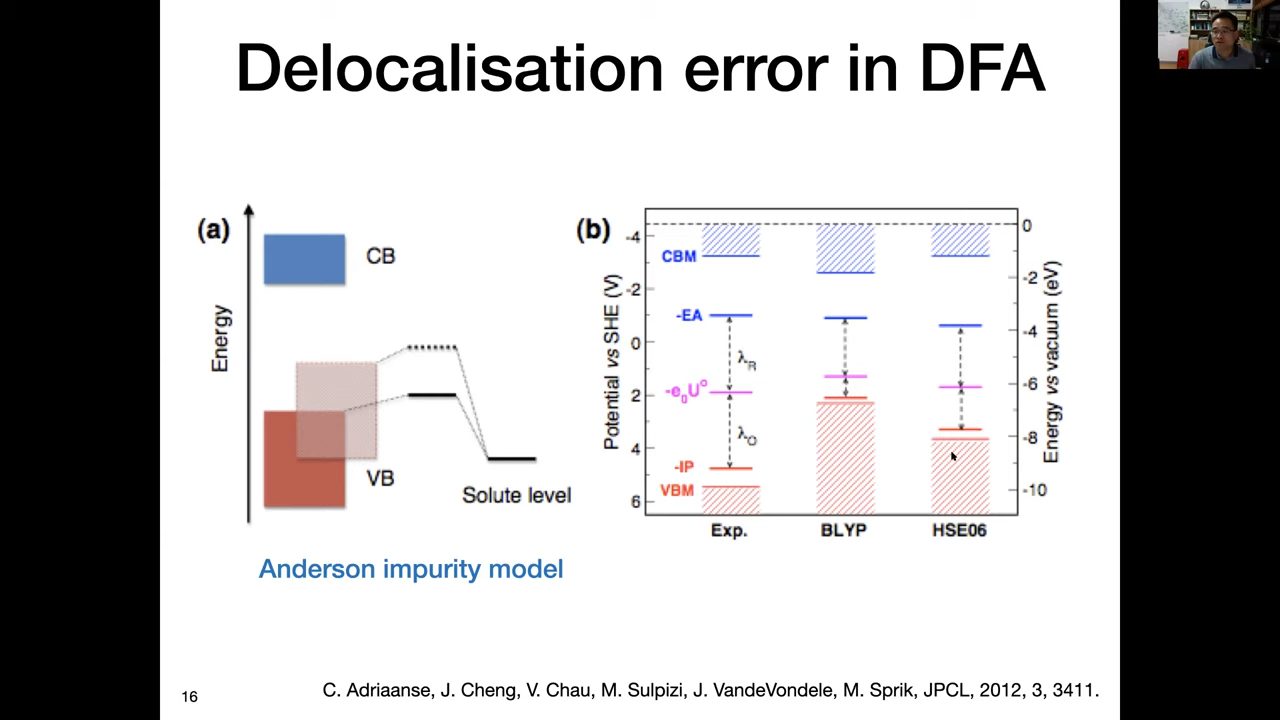 Delocalisation error in DFA
(a)
Energy
CB
VB
Solute level
Anderson impurity model
(b)
Potential vs SHE (V)
-4
-2
0
2
4
6
CBM
-EA
-e₀U°
-IP
VBM
λR
λO
Exp.
BLYP
HSE06
0
-2
-4
-6
-8
-10
Energy vs vacuum (eV)
16
C. Adriaanse, J. Cheng, V. Chau, M. Sulpizi, J. VandeVondele, M. Sprik, JPCL, 2012, 3, 3411.